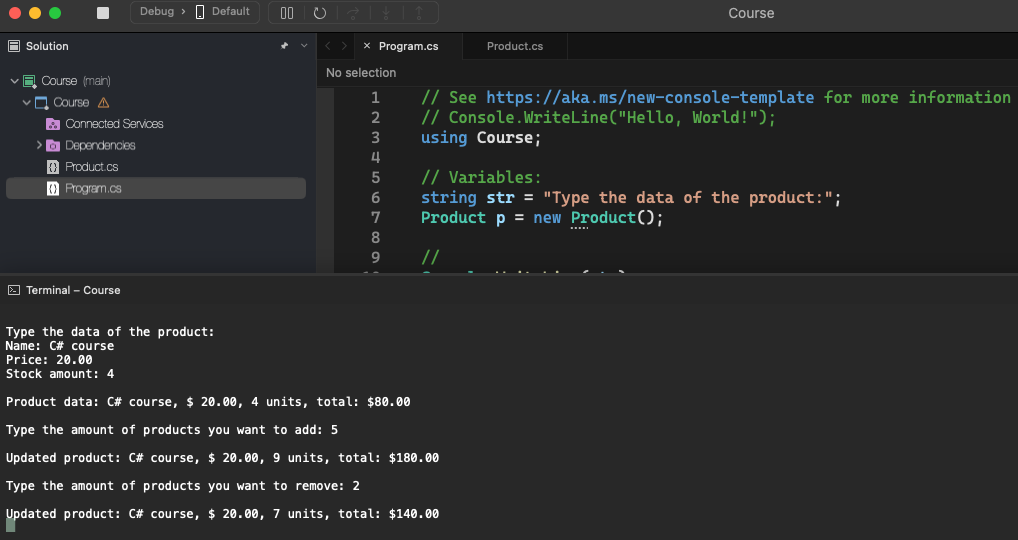 Debug > Default
Course
Solution
Program.cs
Product.cs
No selection
Course (main)
Course
Connected Services
Dependencies
Product.cs
Program.cs
1 // See https://aka.ms/new-console-template for more information
2 // Console.WriteLine("Hello, World!");
3 using Course;
4
5 // Variables:
6 string str = "Type the data of the product:";
7 Product p = new Product();
8
9 //
Terminal – Course
Type the data of the product:
Name: C# course
Price: 20.00
Stock amount: 4
Product data: C# course, $ 20.00, 4 units, total: $80.00
Type the amount of products you want to add: 5
Updated product: C# course, $ 20.00, 9 units, total: $180.00
Type the amount of products you want to remove: 2
Updated product: C# course, $ 20.00, 7 units, total: $140.00